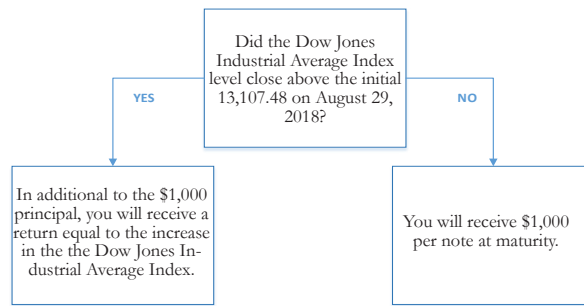 Did the Dow Jones
Industrial Average Index
level close above the initial
13,107.48 on August 29,
2018?
YES
NO
In additional to the $1,000
principal, you will receive a
return equal to the increase
in the the Dow Jones In-
dustrial Average Index.
You will receive $1,000
per note at maturity.